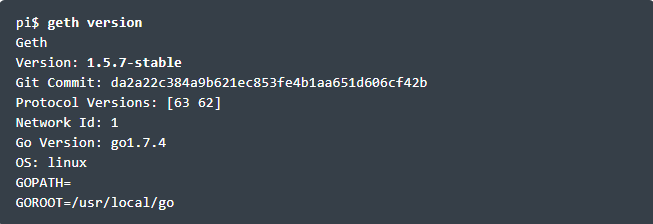 pi$ geth version
Geth
Version: 1.5.7-stable
Git Commit: da2a22c384a9b621ec853fe4b1aa651d606cf42b
Protocol Versions: [63 62]
Network Id: 1
Go Version: go1.7.4
OS: linux
GOPATH=
GOROOT=/usr/local/go